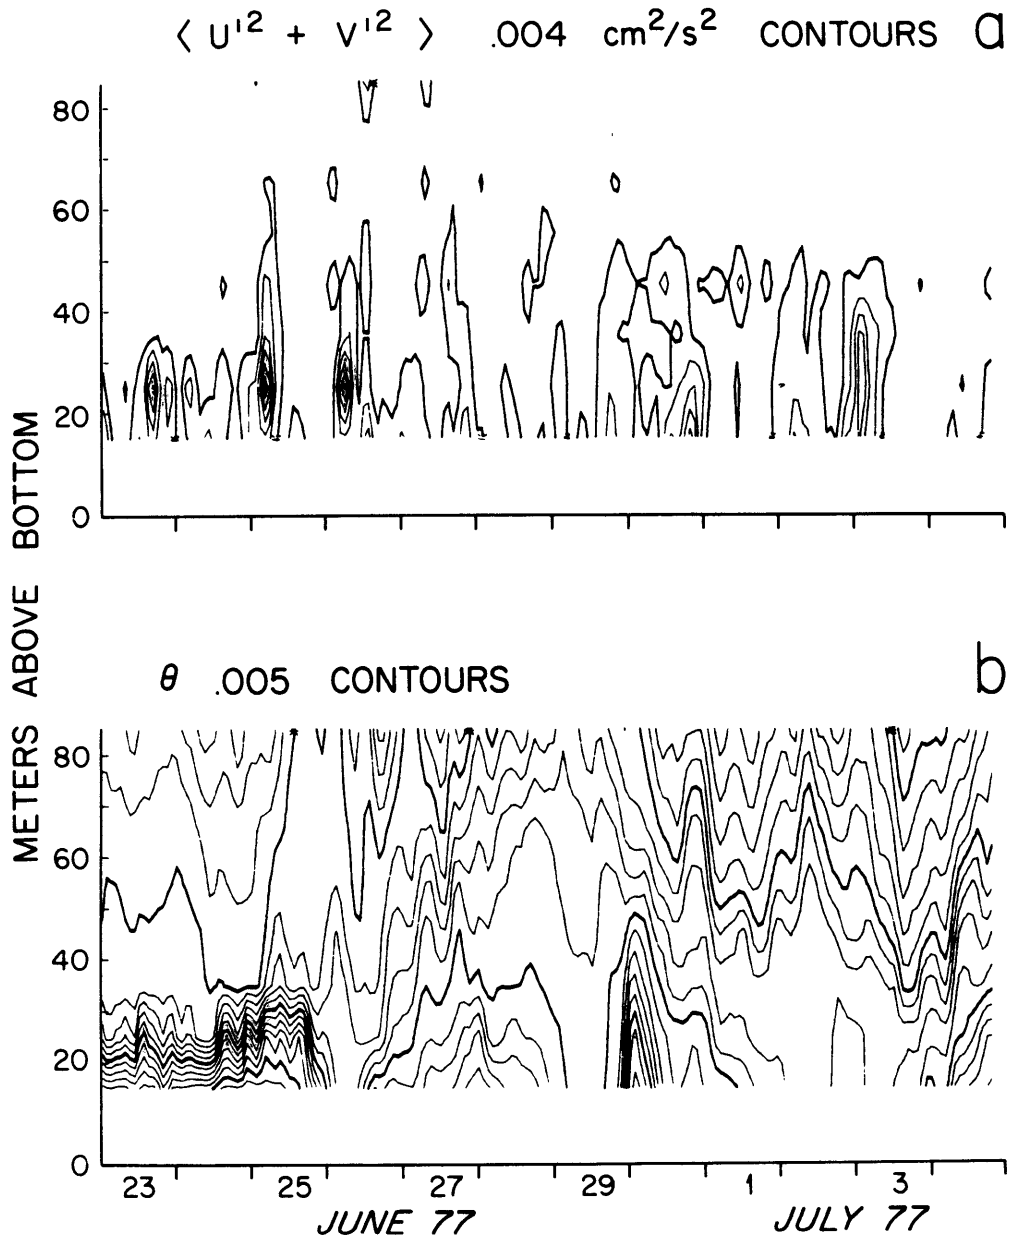 ⟨ U'² + V'² ⟩ .004 cm²/s² CONTOURS a
80
60
40
20
0
METERS ABOVE BOTTOM
θ .005 CONTOURS b
80
60
40
20
0
23 25 27 29 1 3
JUNE 77 JULY 77